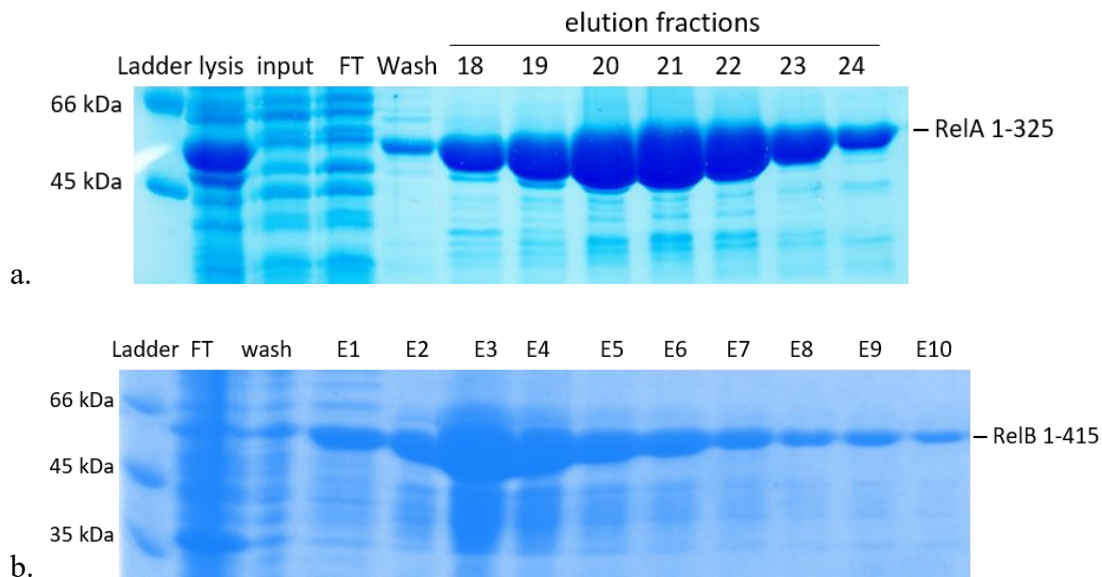 elution fractions
Ladder lysis input FT Wash 18 19 20 21 22 23 24
66 kDa
– RelA 1-325
45 kDa
a.
Ladder FT wash E1 E2 E3 E4 E5 E6 E7 E8 E9 E10
66 kDa
– RelB 1-415
45 kDa
35 kDa
b.